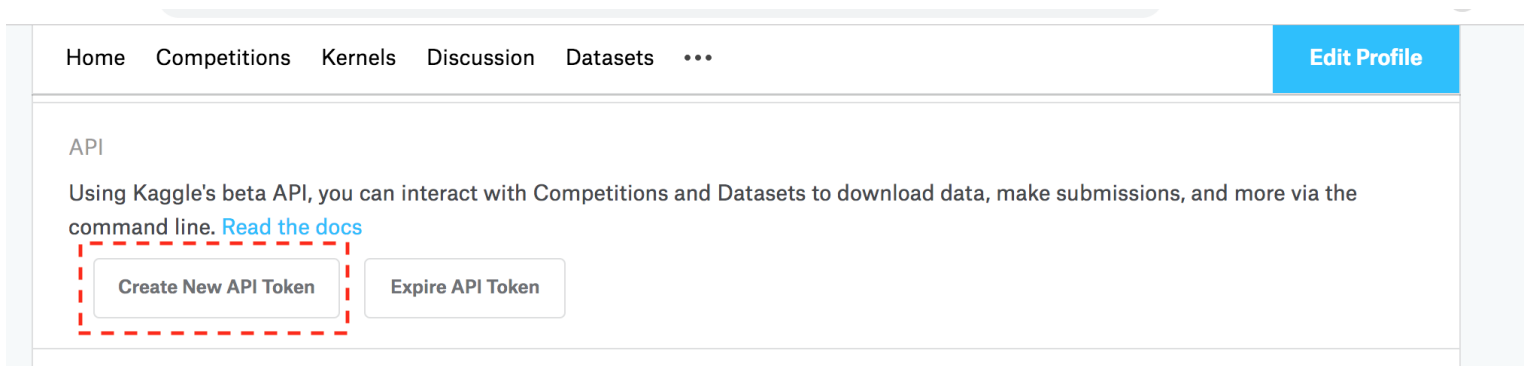 Home Competitions Kernels Discussion Datasets ••• Edit Profile
API
Using Kaggle's beta API, you can interact with Competitions and Datasets to download data, make submissions, and more via the
command line. Read the docs
Create New API Token Expire API Token